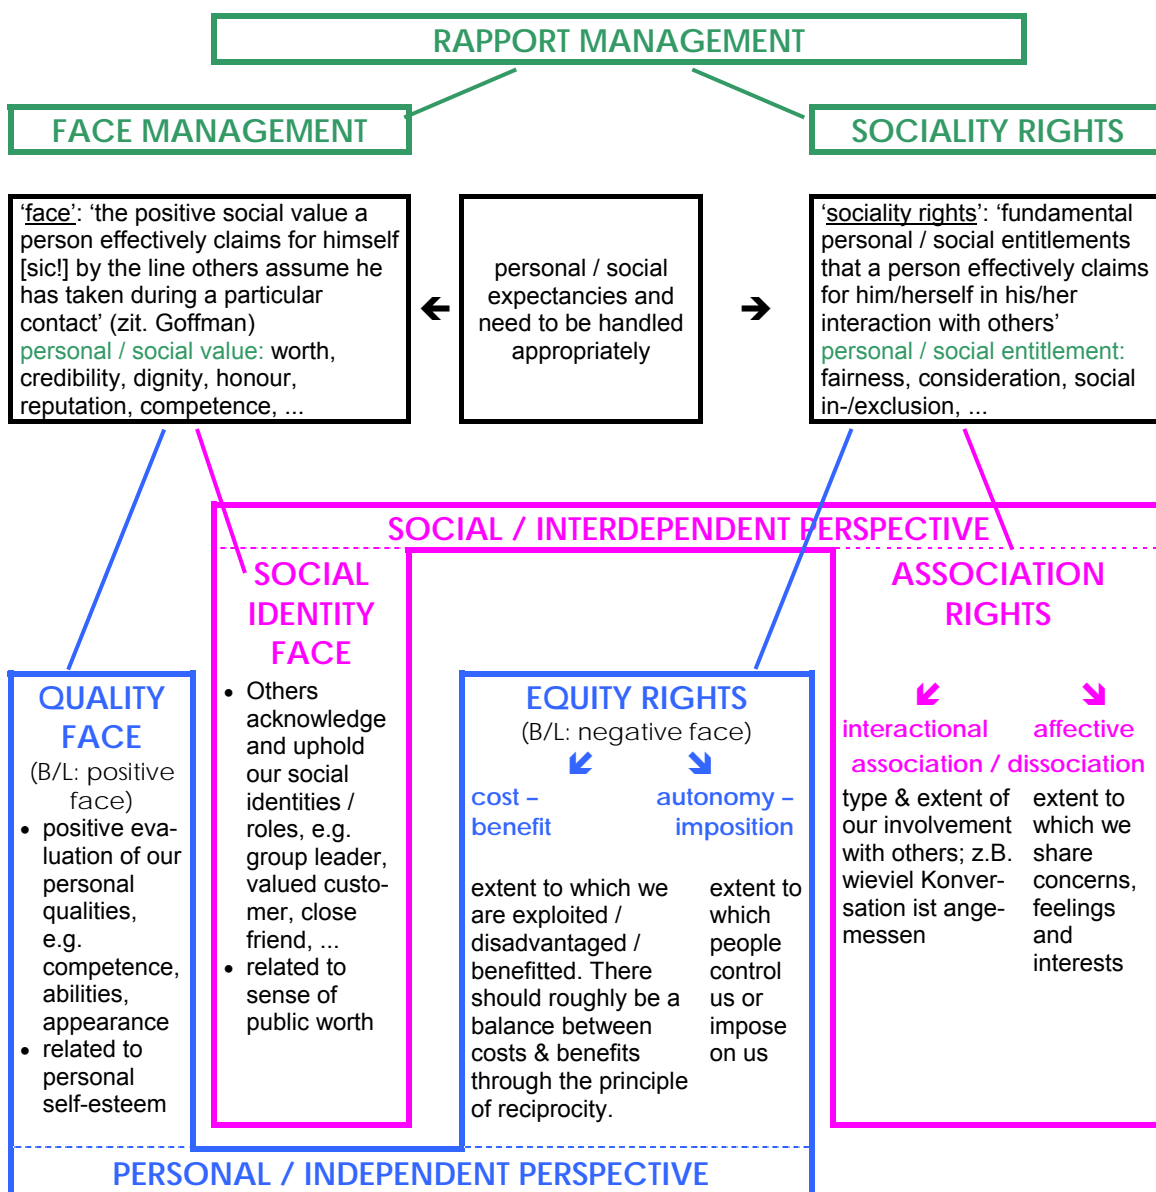 RAPPORT MANAGEMENT
FACE MANAGEMENT
SOCIALITY RIGHTS
‘face’: ‘the positive social value a
person effectively claims for himself
[sic!] by the line others assume he
has taken during a particular
contact’ (zit. Goffman)
personal / social value: worth,
credibility, dignity, honour,
reputation, competence, ...
personal / social
expectancies and
need to be handled
appropriately
‘sociality rights’: ‘fundamental
personal / social entitlements
that a person effectively claims
for him/herself in his/her
interaction with others’
personal / social entitlement:
fairness, consideration, social
in-/exclusion, ...
SOCIAL / INTERDEPENDENT PERSPECTIVE
QUALITY
FACE
(B/L: positive
face)
• positive eva-
luation of our
personal
qualities,
e.g.
competence,
abilities,
appearance
• related to
personal
self-esteem
SOCIAL
IDENTITY
FACE
• Others
acknowledge
and uphold
our social
identities /
roles, e.g.
group leader,
valued custo-
mer, close
friend, ...
• related to
sense of
public worth
EQUITY RIGHTS
(B/L: negative face)
cost –
benefit
extent to which we
are exploited /
disadvantaged /
benefitted. There
should roughly be a
balance between
costs & benefits
through the principle
of reciprocity.
autonomy –
imposition
extent to
which
people
control
us or
impose
on us
ASSOCIATION
RIGHTS
interactional affective
association / dissociation
type & extent of
our involvement
with others; z.B.
wieviel Konver-
sation ist ange-
messen
extent to
which we
share
concerns,
feelings
and
interests
PERSONAL / INDEPENDENT PERSPECTIVE